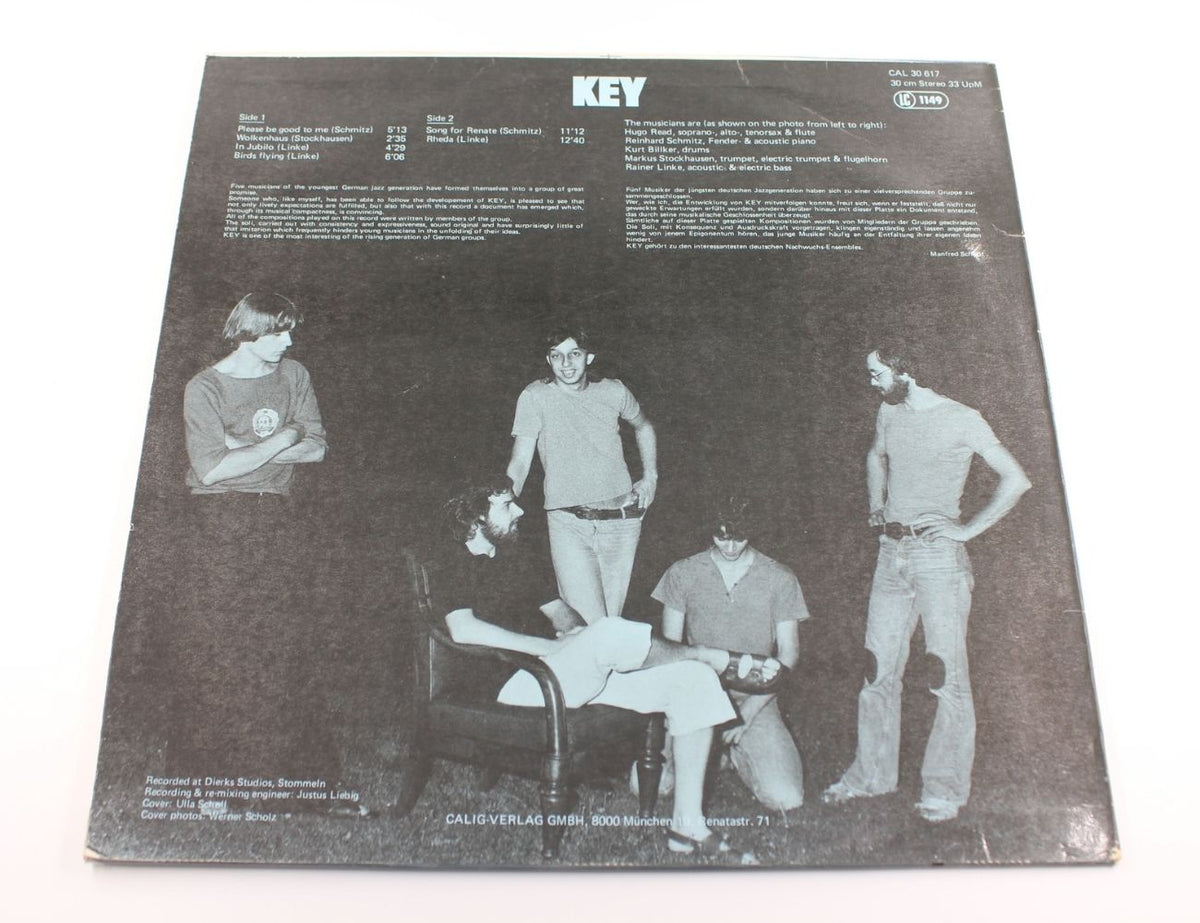 KEY
CAL 30 617
30 cm Stereo 33 UpM
LC 1149
Side 1
Please be good to me (Schmitz) 5'13
Wolkenhaus (Stockhausen) 2'35
In Jubilo (Linke) 4'29
Birds flying (Linke) 6'06
Side 2
Song for Renate (Schmitz) 11'12
Rheda (Linke) 12'40
The musicians are (as shown on the photo from left to right):
Hugo Read, soprano-, alto-, tenorsax & flute
Reinhard Schmitz, Fender- & acoustic piano
Kurt Billker, drums
Markus Stockhausen, trumpet, electric trumpet & flugelhorn
Rainer Linke, acoustic- & electric bass
Five musicians of the youngest German jazz generation have formed themselves into a group of great
promise.
Someone who, like myself, has been able to follow the developement of KEY, is pleased to see that
not only lively expectations are fulfilled, but also that with this record a document has emerged which,
through its musical compactness, is convincing.
All of the compositions played on this record were written by members of the group.
The soli, carried out with consistency and expressiveness, sound original and have surprisingly little of
that imitation which frequently hinders young musicians in the unfolding of their ideas.
KEY is one of the most interesting of the rising generation of German groups.
Fünf Musiker der jüngsten deutschen Jazzgeneration haben sich zu einer vielversprechenden Gruppe zu-
sammengeschlossen.
Wer, wie ich, die Entwicklung von KEY mitverfolgen konnte, freut sich, wenn er feststellt, daß nicht nur
geweckte Erwartungen erfüllt wurden, sondern darüber hinaus mit dieser Platte ein Dokument entstand,
das durch seine musikalische Geschlossenheit überzeugt.
Sämtliche auf dieser Platte gespielten Kompositionen wurden von Mitgliedern der Gruppe geschrieben.
Die Soli, mit Konsequenz und Ausdruckskraft vorgetragen, klingen eigenständig und lassen angenehm
wenig von jenem Epigonentum hören, das junge Musiker häufig an der Entfaltung ihrer eigenen Ideen
hindert.
KEY gehört zu den interessantesten deutschen Nachwuchs-Ensembles.
Manfred Schoof
Recorded at Dierks Studios, Stommeln
Recording & re-mixing engineer: Justus Liebig
Cover: Ulla Scholl
Cover photos: Werner Scholz
CALIG-VERLAG GMBH, 8000 München 19, Renatastr. 71